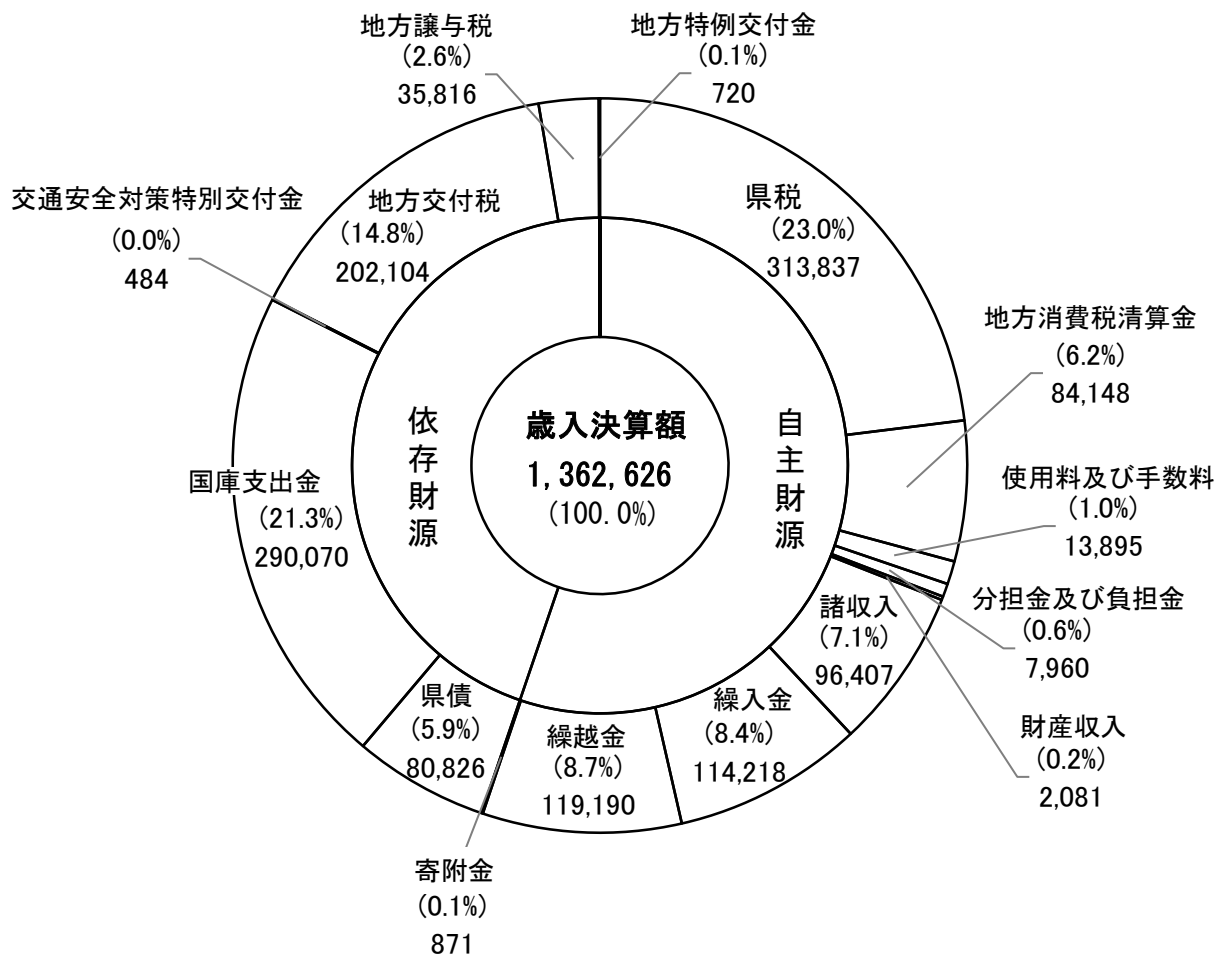 地方譲与税
(2.6%)
35,816
地方特例交付金
(0.1%)
720
県税
(23.0%)
313,837
地方消費税清算金
(6.2%)
84,148
使用料及び手数料
(1.0%)
13,895
分担金及び負担金
(0.6%)
7,960
財産収入
(0.2%)
2,081
諸収入
(7.1%)
96,407
繰入金
(8.4%)
114,218
繰越金
(8.7%)
119,190
寄附金
(0.1%)
871
県債
(5.9%)
80,826
国庫支出金
(21.3%)
290,070
交通安全対策特別交付金
(0.0%)
484
地方交付税
(14.8%)
202,104
依存財源
歳入決算額
1,362,626
(100.0%)
自主財源